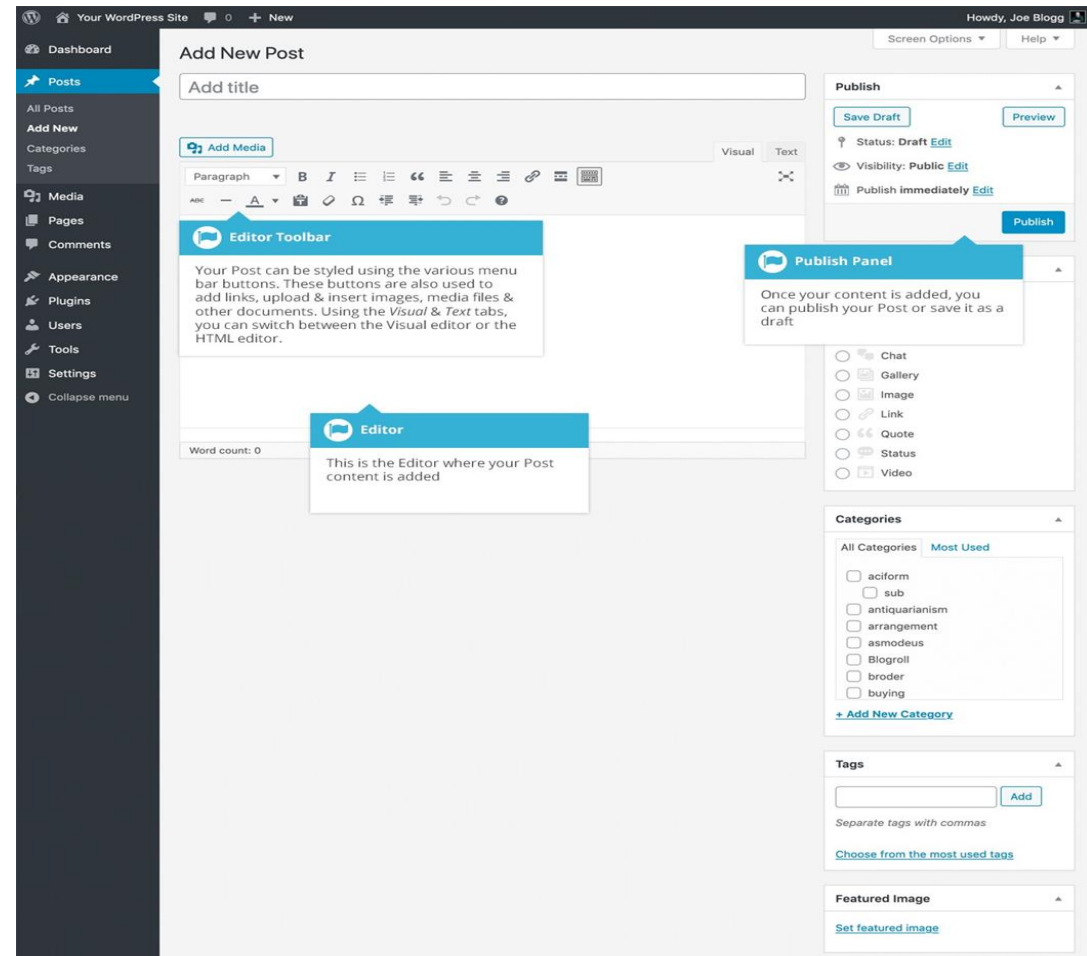 Your WordPress Site 0 + New
Howdy, Joe Blogg
Dashboard
Posts
All Posts
Add New
Categories
Tags
Media
Pages
Comments
Appearance
Plugins
Users
Tools
Settings
Collapse menu
Screen Options
Help
Add New Post
Add title
Add Media
Visual
Text
Paragraph
B I
ABC A Ω
Editor Toolbar
Your Post can be styled using the various menu
bar buttons. These buttons are also used to
add links, upload & insert images, media files &
other documents. Using the Visual & Text tabs,
you can switch between the Visual editor or the
HTML editor.
Word count: 0
Editor
This is the Editor where your Post
content is added
Publish
Save Draft
Preview
Status: Draft Edit
Visibility: Public Edit
Publish immediately Edit
Publish
Publish Panel
Once your content is added, you
can publish your Post or save it as a
draft
Chat
Gallery
Image
Link
Quote
Status
Video
Categories
All Categories
Most Used
aciform
sub
antiquarianism
arrangement
asmodeus
Blogroll
broder
buying
+ Add New Category
Tags
Add
Separate tags with commas
Choose from the most used tags
Featured Image
Set featured image